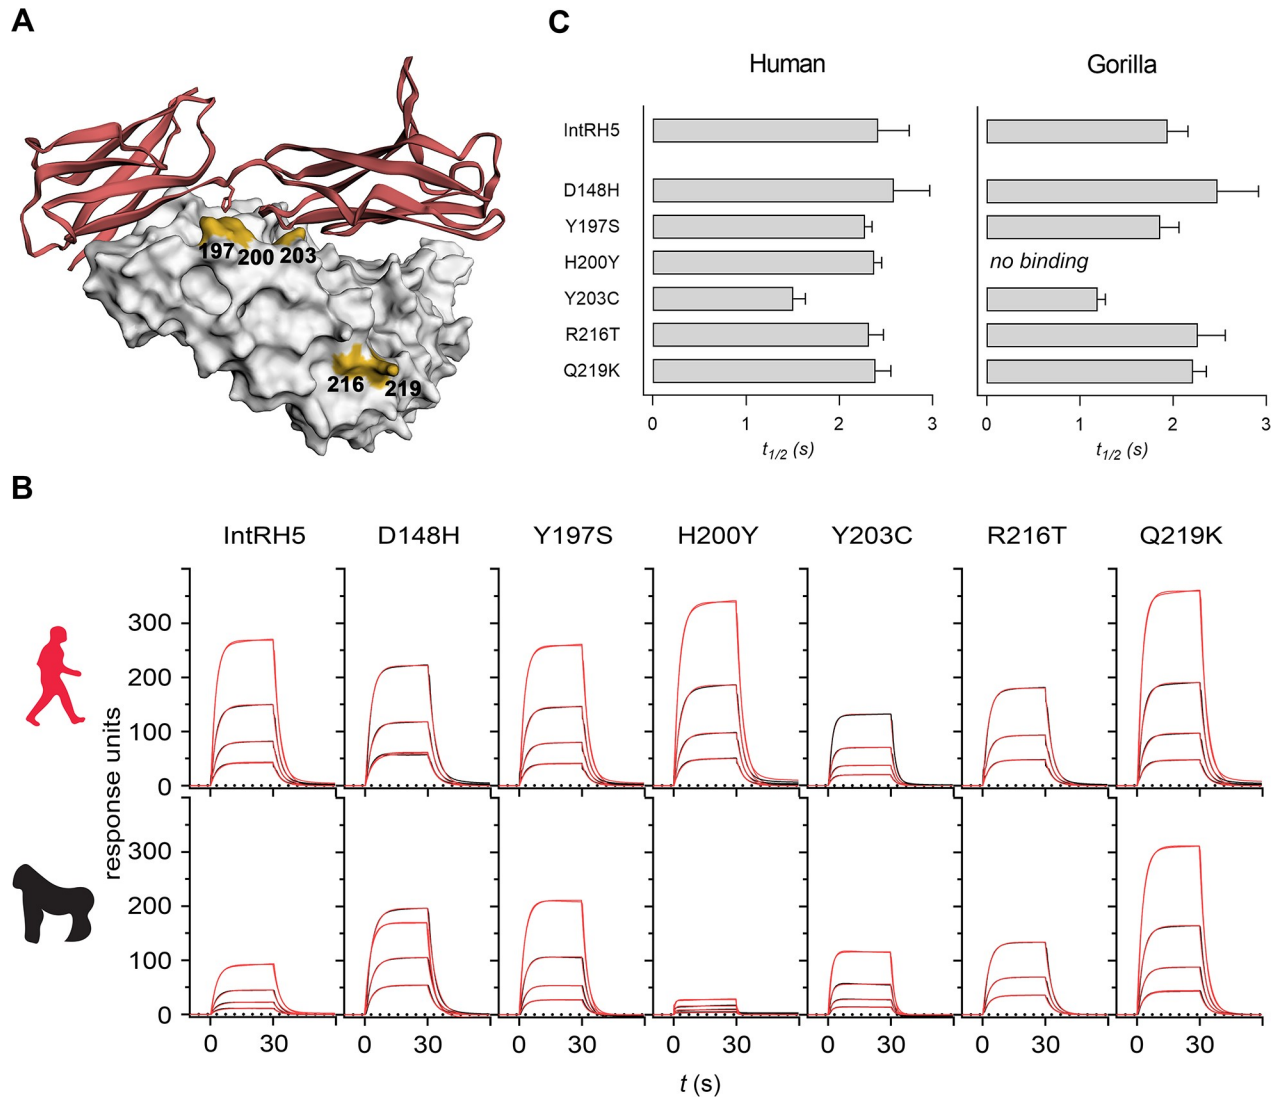 A
197 200 203
216 219
C
Human Gorilla
IntRH5
D148H
Y197S
H200Y no binding
Y203C
R216T
Q219K
0 1 2 3 0 1 2 3
t1/2 (s) t1/2 (s)
B
IntRH5 D148H Y197S H200Y Y203C R216T Q219K
response units
300
200
100
0
300
200
100
0
0 30 0 30 0 30 0 30 0 30 0 30 0 30
t (s)